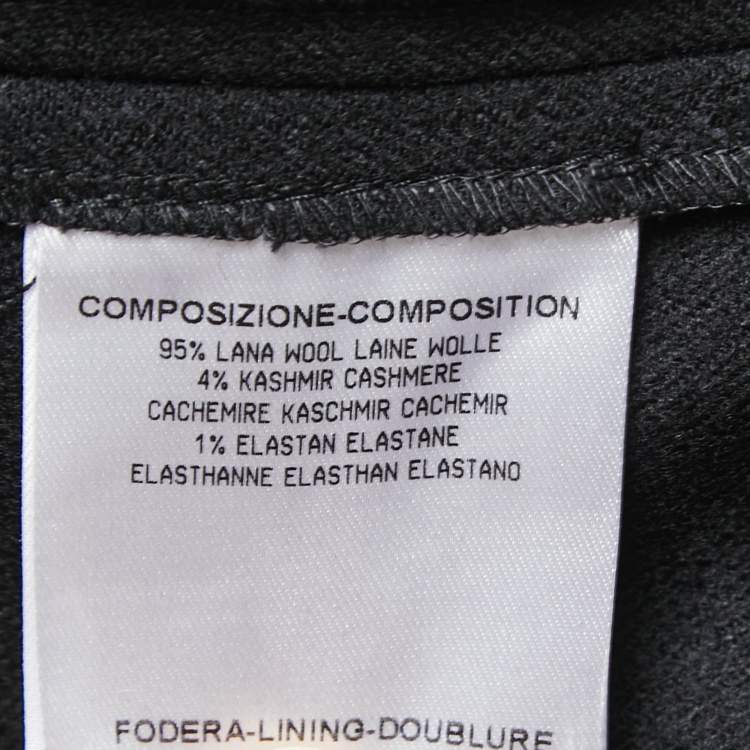 COMPOSIZIONE-COMPOSITION
95% LANA WOOL LAINE WOLLE
4% KASHMIR CASHMERE
CACHEMIRE KASCHMIR CACHEMIR
1% ELASTAN ELASTANE
ELASTHANNE ELASTHAN ELASTANO
FODERA-LINING-DOUBLURE